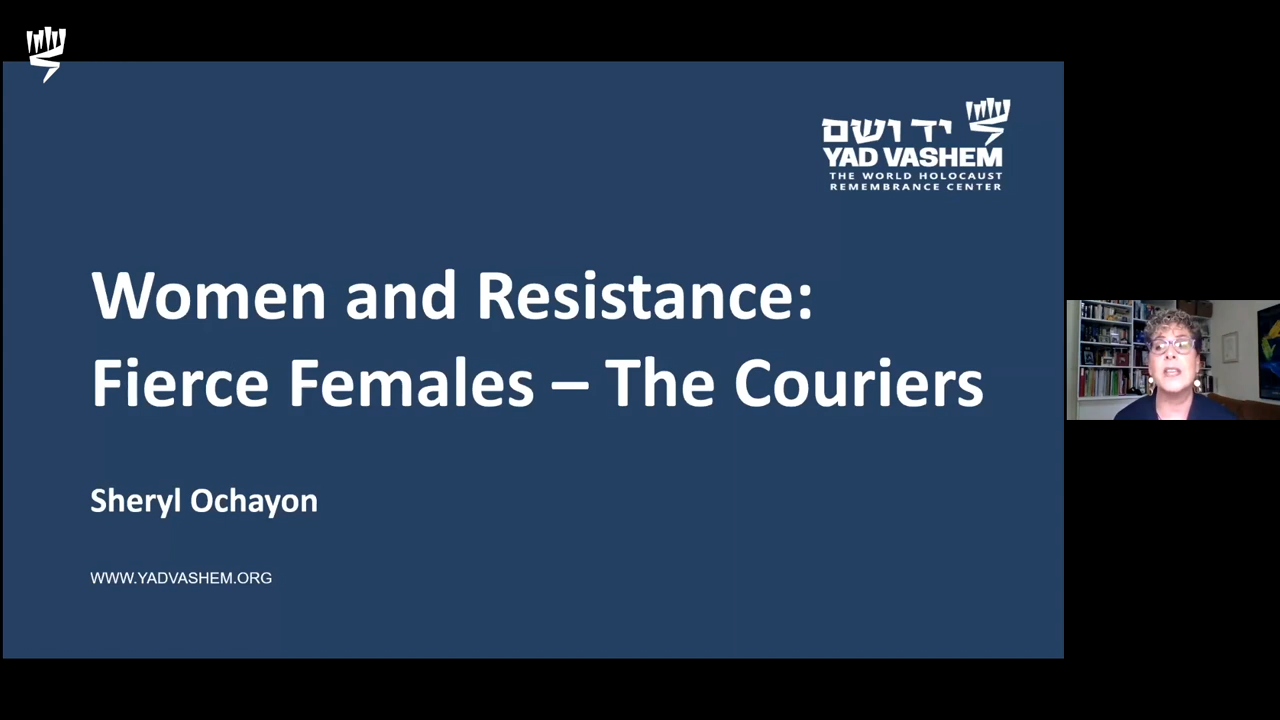 יד ושם
YAD VASHEM
THE WORLD HOLOCAUST
REMEMBRANCE CENTER
Women and Resistance:
Fierce Females – The Couriers
Sheryl Ochayon
WWW.YADVASHEM.ORG